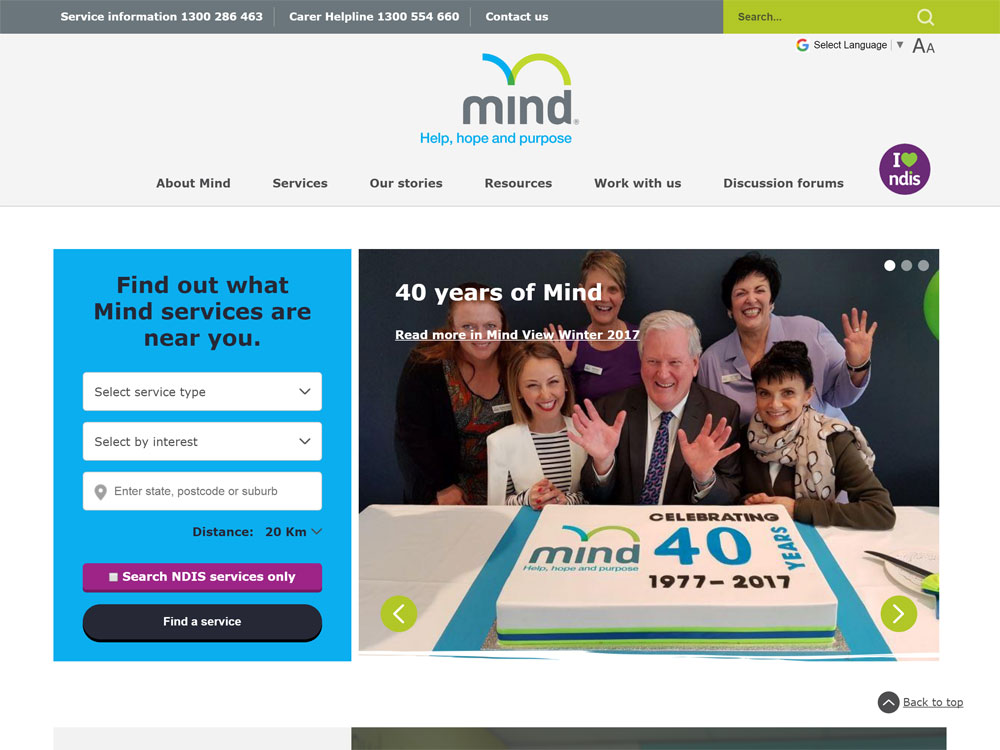 Service information 1300 286 463
Carer Helpline 1300 554 660
Contact us
Search...
Select Language
AA
mind®
Help, hope and purpose
About Mind
Services
Our stories
Resources
Work with us
Discussion forums
I
ndis
Find out what
Mind services are
near you.
Select service type
Select by interest
Enter state, postcode or suburb
Distance: 20 Km
Search NDIS services only
Find a service
40 years of Mind
Read more in Mind View Winter 2017
mind
Help, hope and purpose
CELEBRATING
40
YEARS
1977-2017
Back to top